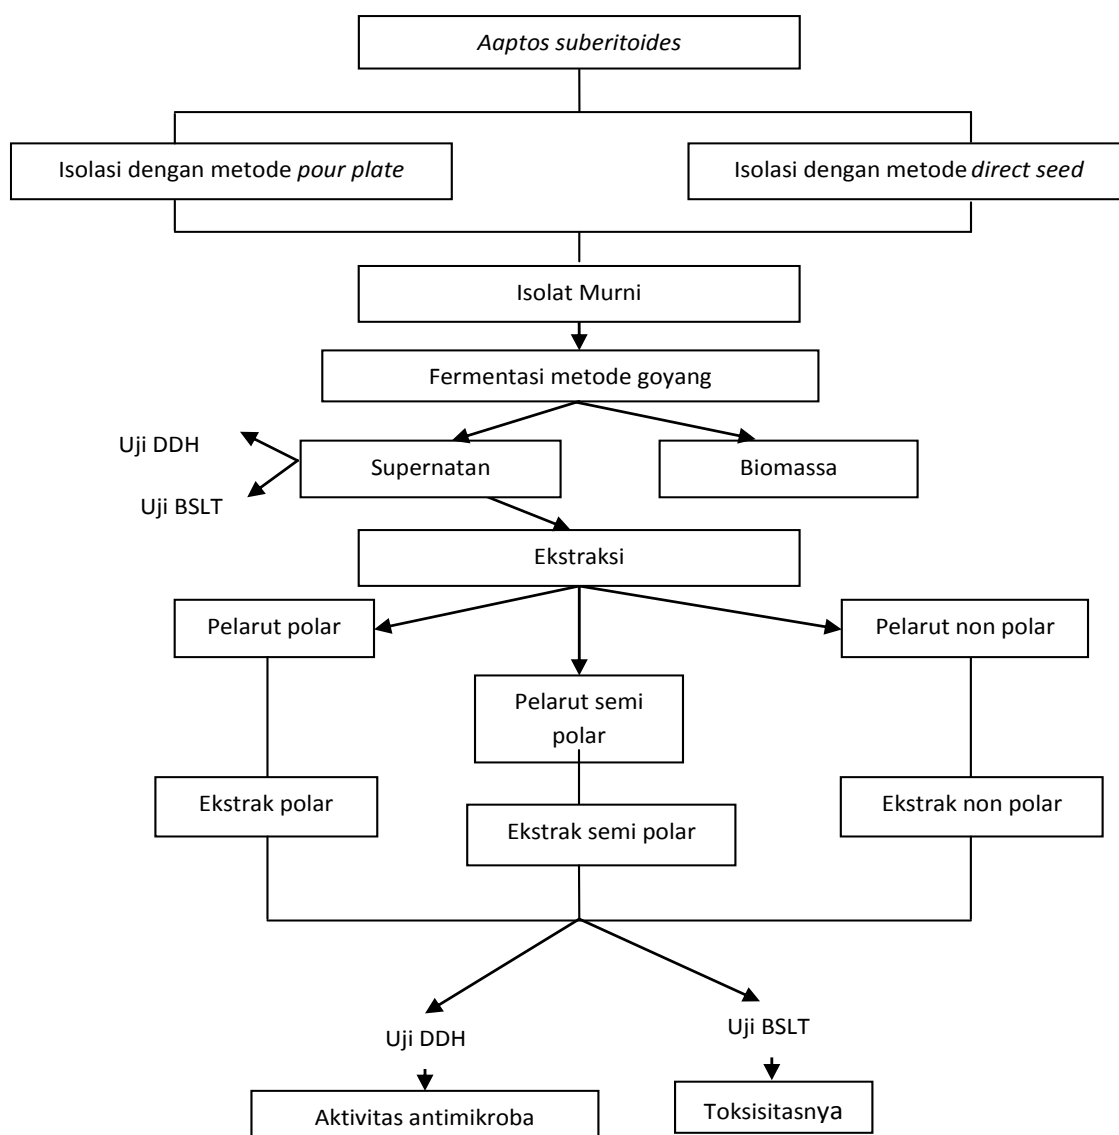 Aaptos suberitoides
Isolasi dengan metode pour plate
Isolasi dengan metode direct seed
Isolat Murni
Fermentasi metode goyang
Uji DDH
Supernatan
Biomassa
Uji BSLT
Ekstraksi
Pelarut polar
Pelarut non polar
Pelarut semi
polar
Ekstrak polar
Ekstrak non polar
Ekstrak semi polar
Uji DDH
Uji BSLT
Aktivitas antimikroba
Toksisitasnya